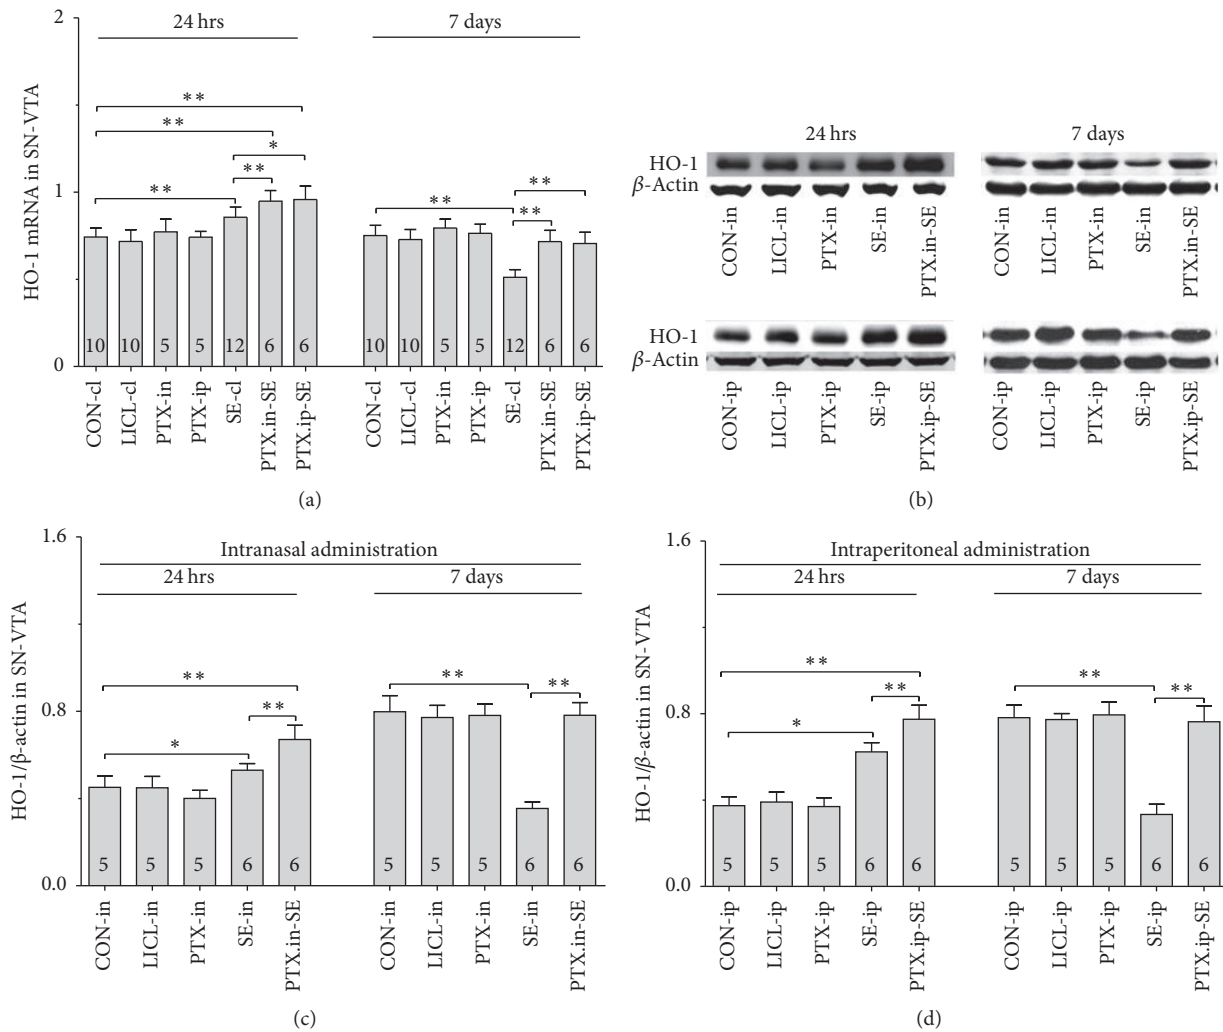 2
24 hrs
7 days
HO-1 mRNA in SN-VTA
**
**
*
**
**
**
**
**
1
0
10 10 5 5 12 6 6
10 10 5 5 12 6 6
CON-cl
LICL-cl
PTX-in
PTX-ip
SE-cl
PTX.in-SE
PTX.ip-SE
CON-cl
LICL-cl
PTX-in
PTX-ip
SE-cl
PTX.in-SE
PTX.ip-SE
(a)
24 hrs
7 days
HO-1
β-Actin
CON-in
LICL-in
PTX-in
SE-in
PTX.in-SE
CON-in
LICL-in
PTX-in
SE-in
PTX.in-SE
HO-1
β-Actin
CON-ip
LICL-ip
PTX-ip
SE-ip
PTX.ip-SE
CON-ip
LICL-ip
PTX-ip
SE-ip
PTX.ip-SE
(b)
1.6
Intranasal administration
24 hrs
7 days
HO-1/β-actin in SN-VTA
**
**
*
**
**
0.8
0.0
5 5 5 6 6
5 5 5 6 6
CON-in
LICL-in
PTX-in
SE-in
PTX.in-SE
CON-in
LICL-in
PTX-in
SE-in
PTX.in-SE
(c)
1.6
Intraperitoneal administration
24 hrs
7 days
HO-1/β-actin in SN-VTA
**
**
*
**
**
0.8
0.0
5 5 5 6 6
5 5 5 6 6
CON-ip
LICL-ip
PTX-ip
SE-ip
PTX.ip-SE
CON-ip
LICL-ip
PTX-ip
SE-ip
PTX.ip-SE
(d)